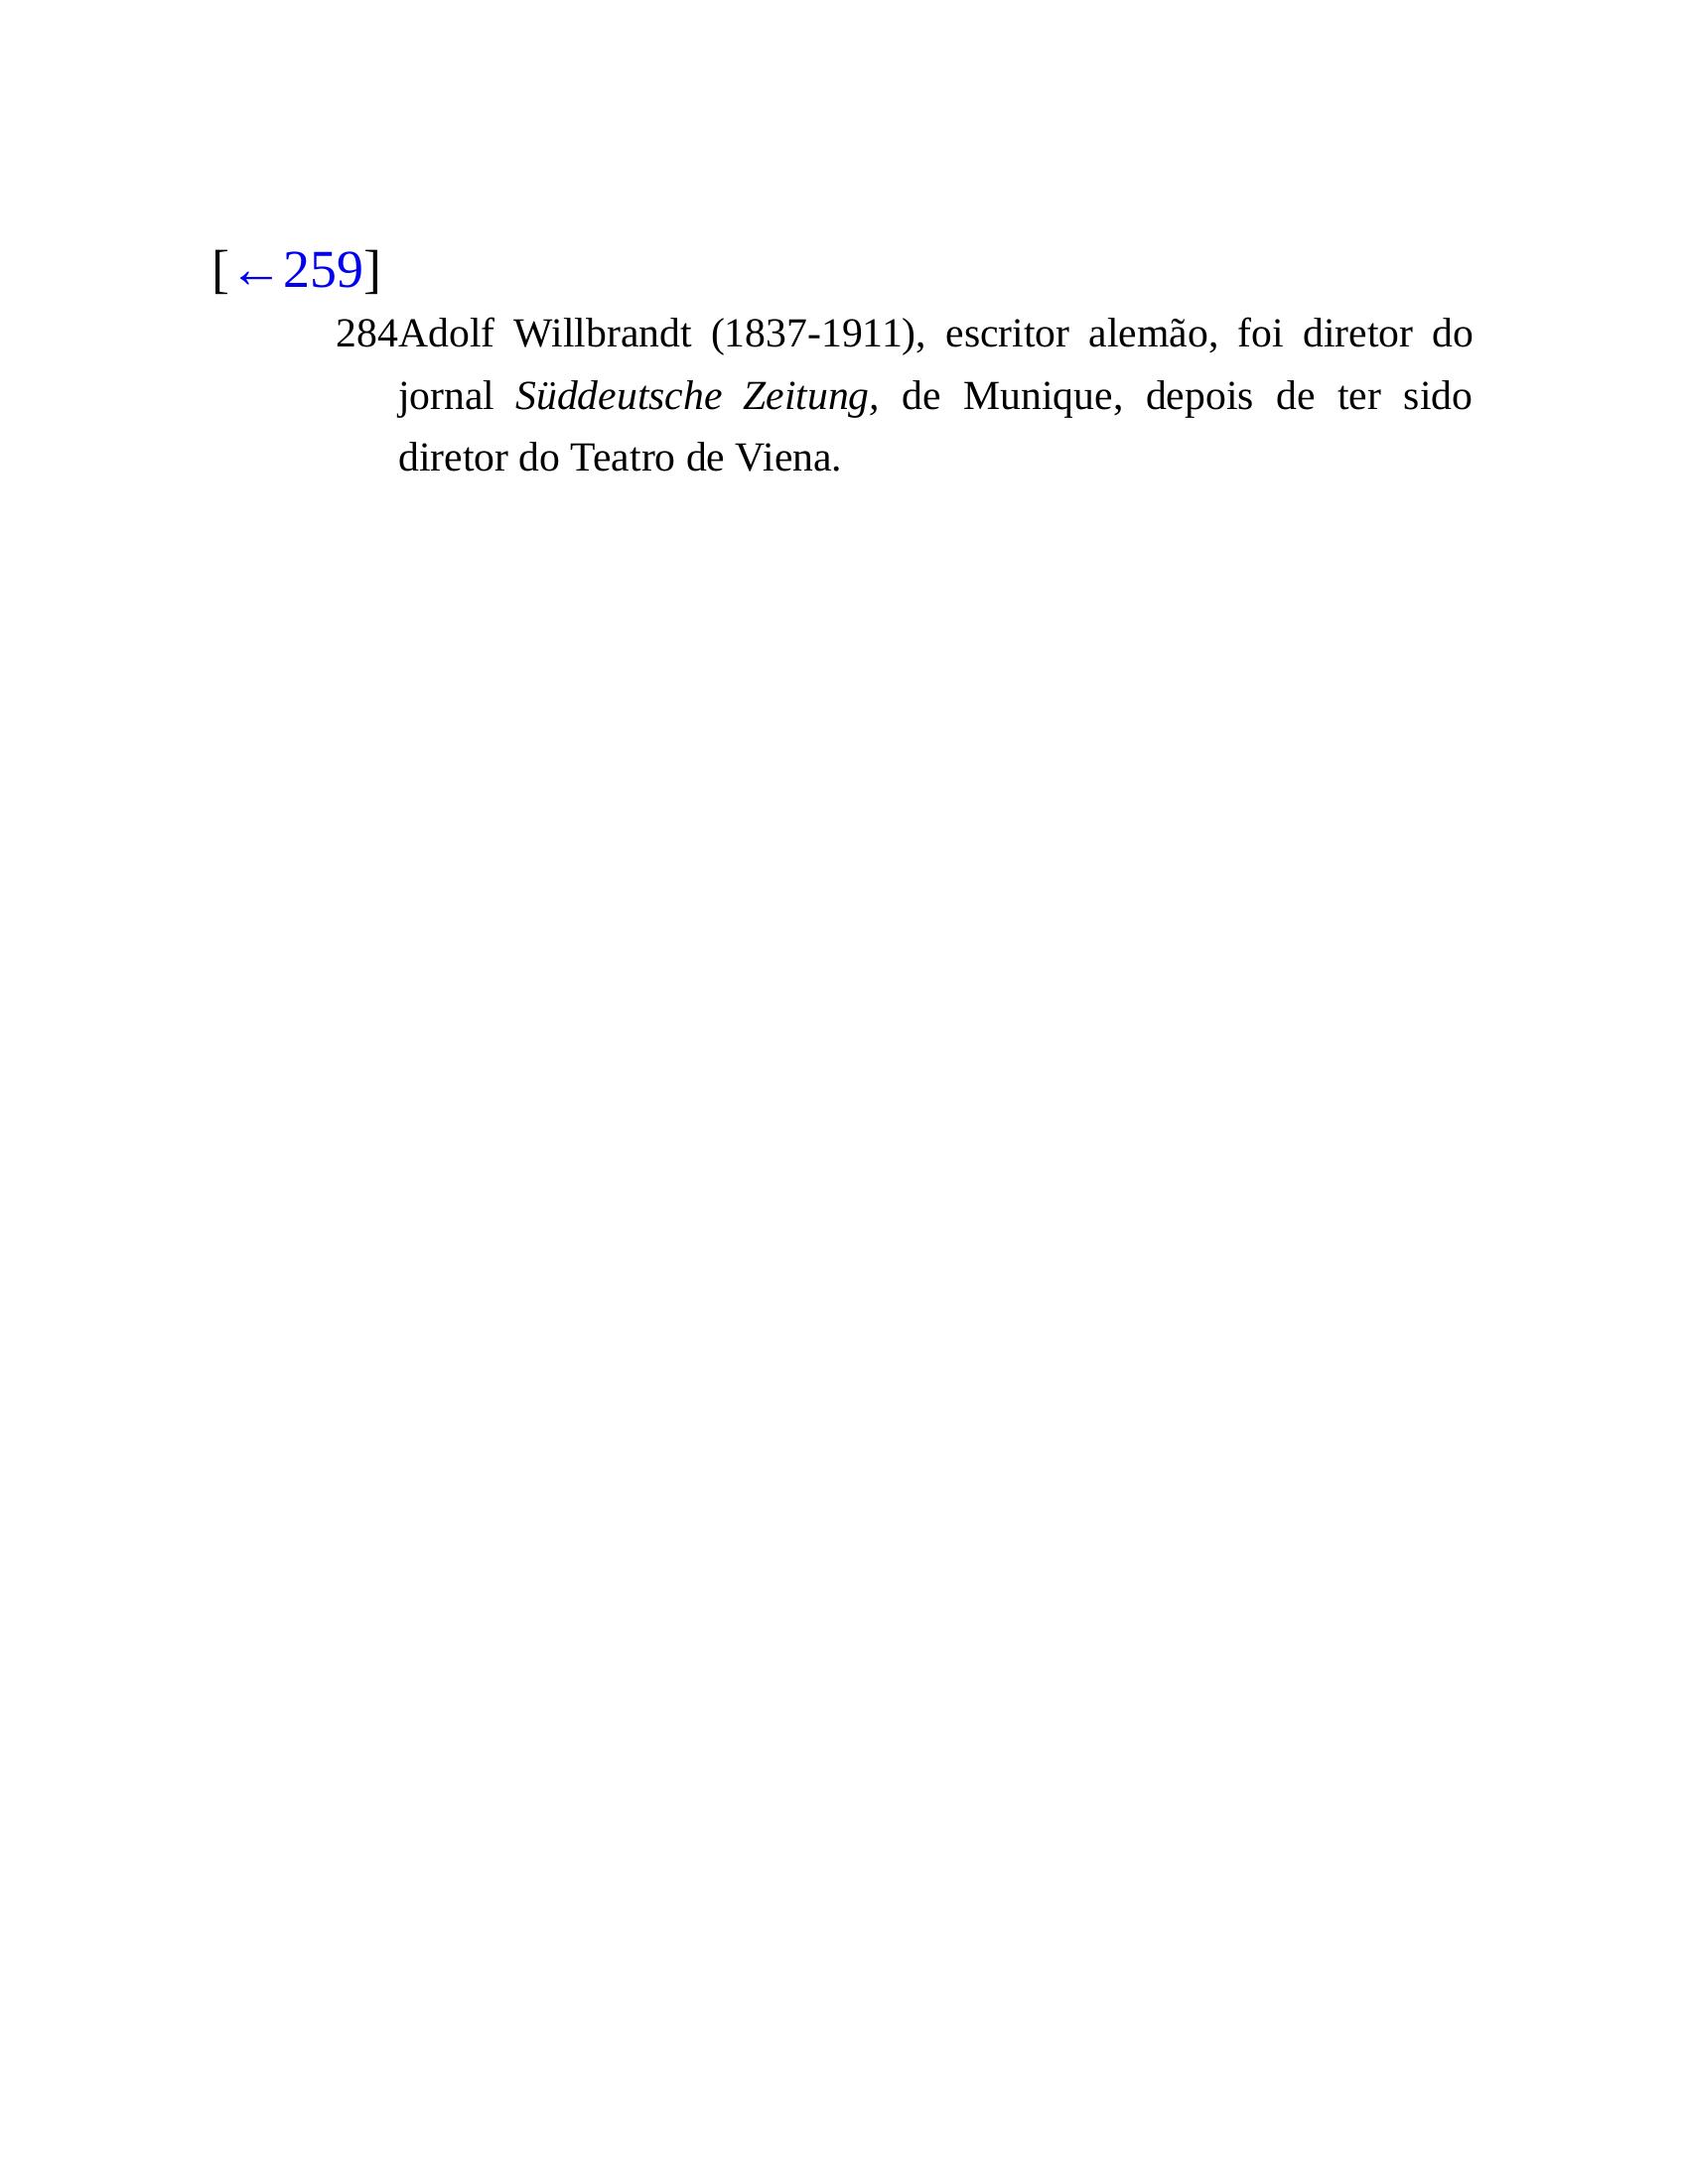 [←259]
284Adolf Willbrandt (1837-1911), escritor alemão, foi diretor do
jornal Süddeutsche Zeitung, de Munique, depois de ter sido
diretor do Teatro de Viena.